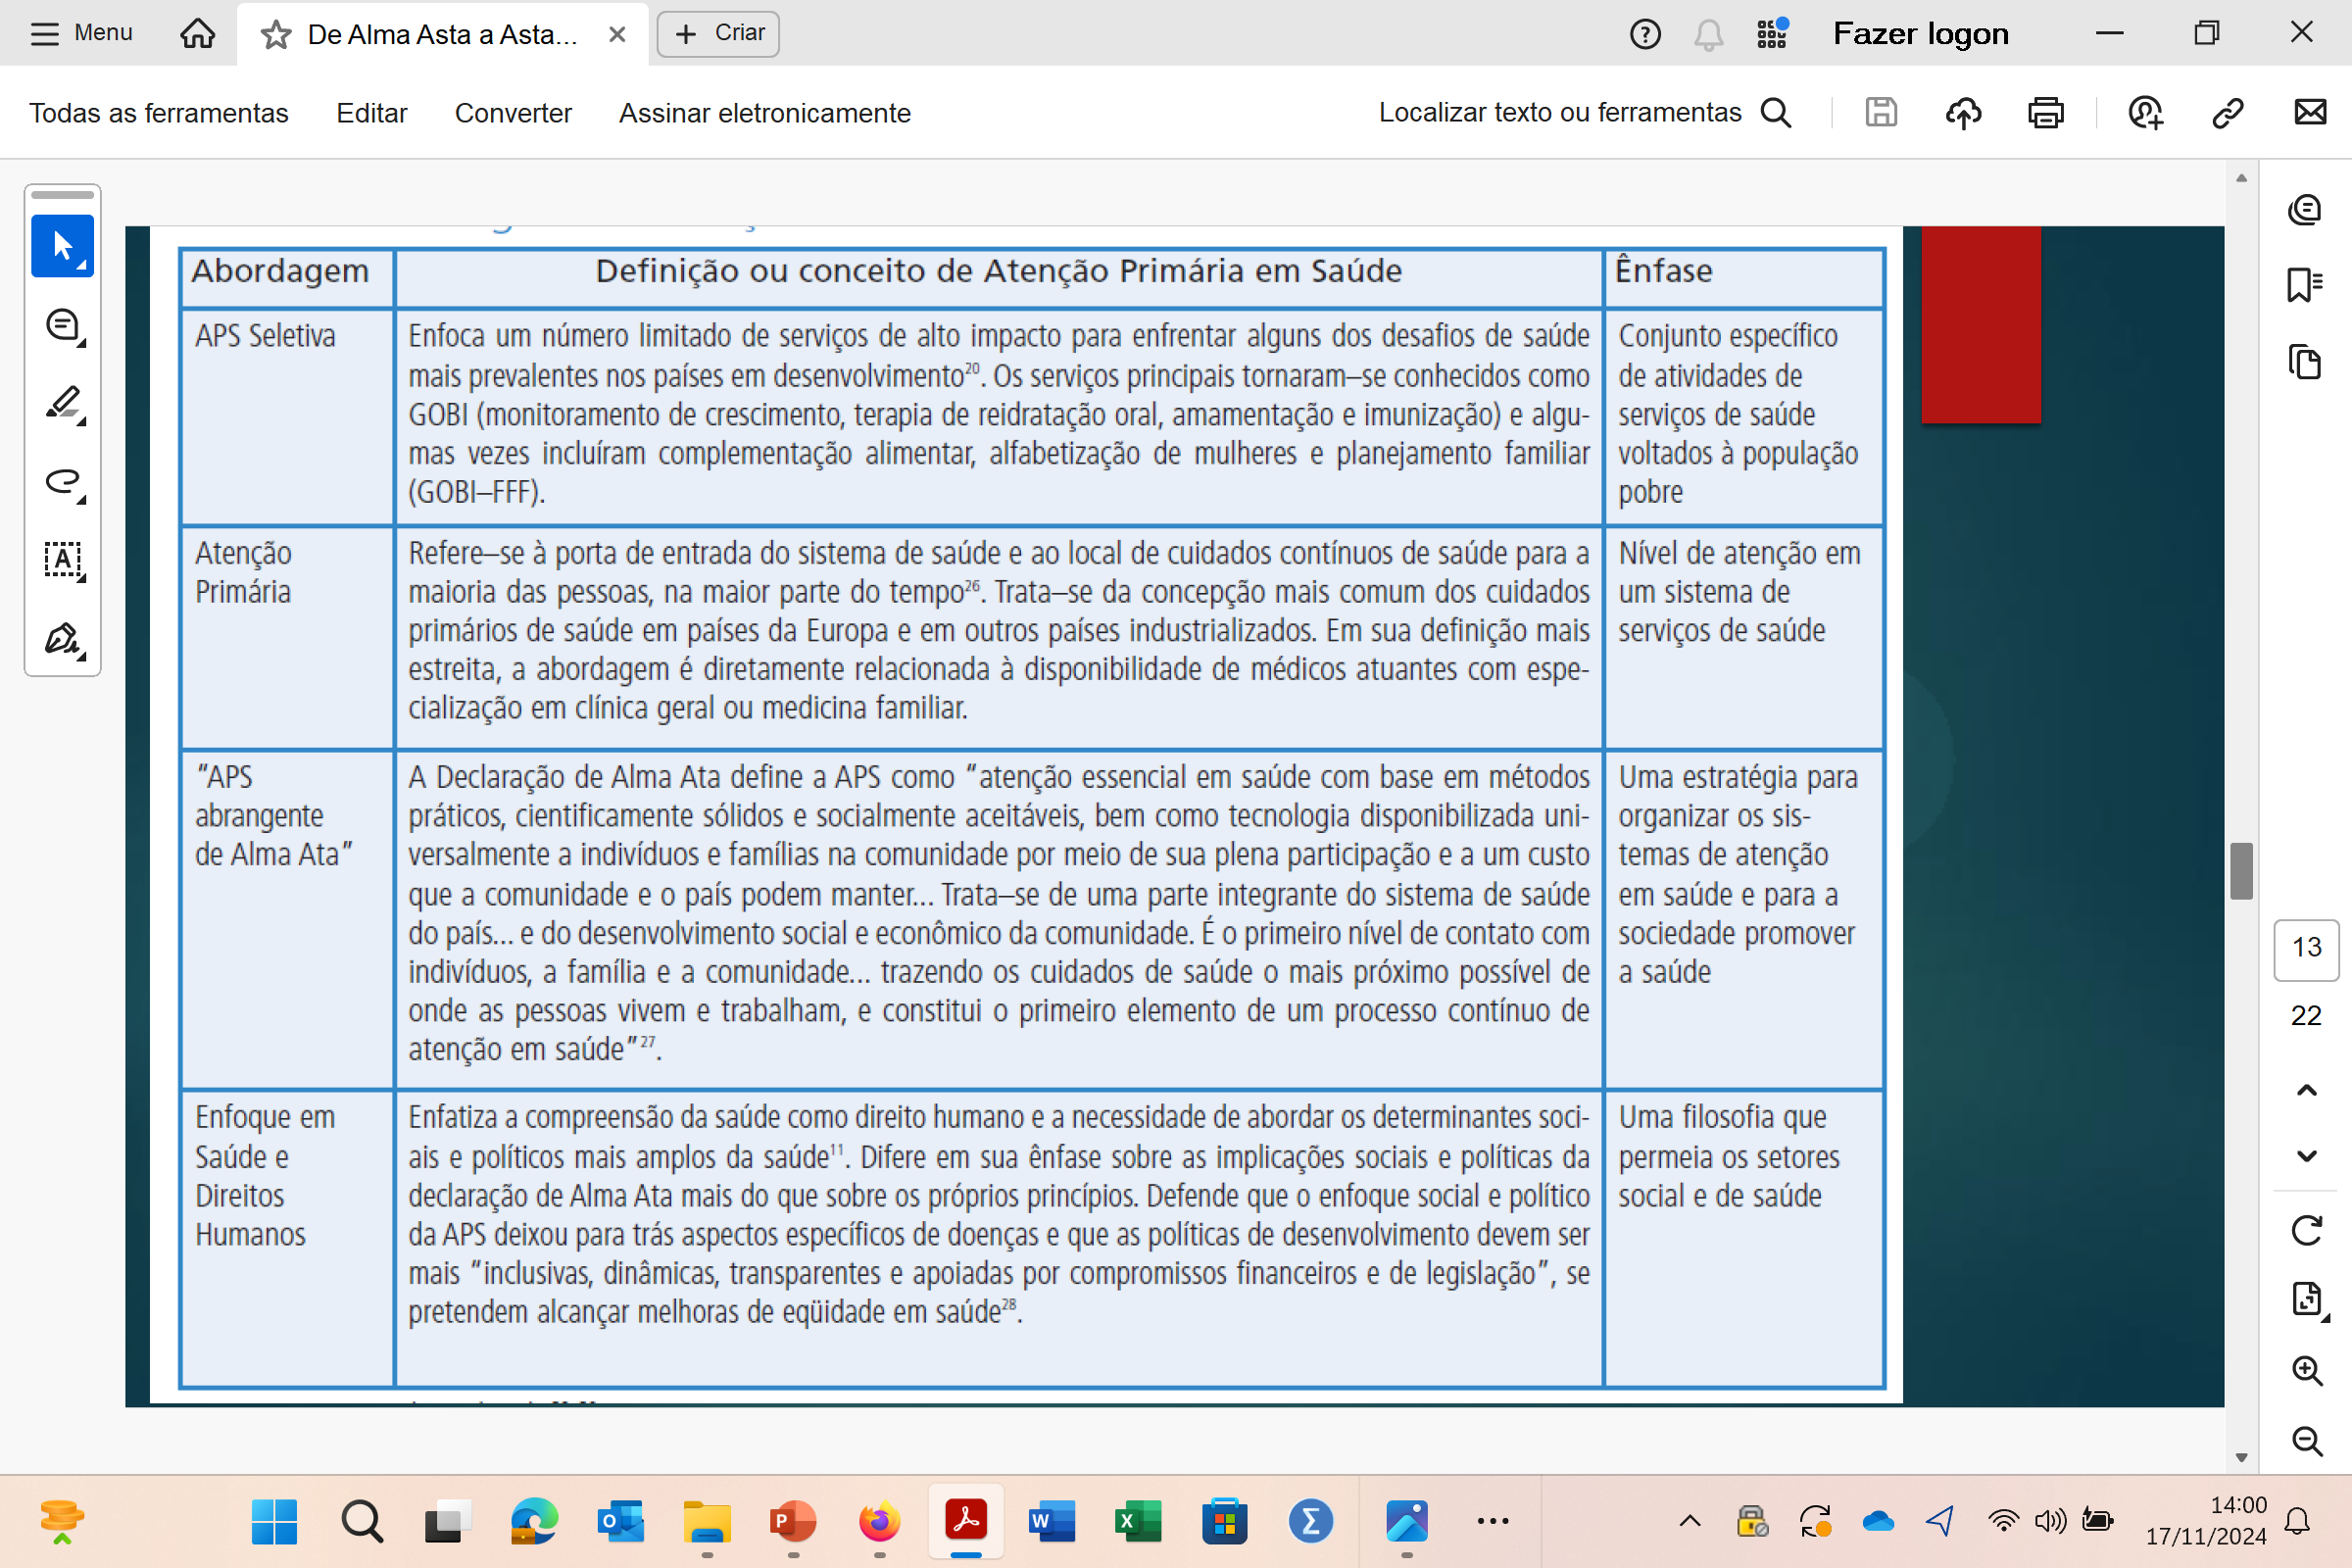 Menu
De Alma Asta a Asta...
Criar
Fazer logon
Todas as ferramentas
Editar
Converter
Assinar eletronicamente
Localizar texto ou ferramentas
Abordagem
Definição ou conceito de Atenção Primária em Saúde
Ênfase
APS Seletiva
Enfoca um número limitado de serviços de alto impacto para enfrentar alguns dos desafios de saúde
mais prevalentes nos países em desenvolvimento20. Os serviços principais tornaram–se conhecidos como
GOBI (monitoramento de crescimento, terapia de reidratação oral, amamentação e imunização) e algu-
mas vezes incluíram complementação alimentar, alfabetização de mulheres e planejamento familiar
(GOBI–FFF).
Conjunto específico
de atividades de
serviços de saúde
voltados à população
pobre
Atenção
Primária
Refere–se à porta de entrada do sistema de saúde e ao local de cuidados contínuos de saúde para a
maioria das pessoas, na maior parte do tempo26. Trata–se da concepção mais comum dos cuidados
primários de saúde em países da Europa e em outros países industrializados. Em sua definição mais
estreita, a abordagem é diretamente relacionada à disponibilidade de médicos atuantes com espe-
cialização em clínica geral ou medicina familiar.
Nível de atenção em
um sistema de
serviços de saúde
“APS
abrangente
de Alma Ata”
A Declaração de Alma Ata define a APS como “atenção essencial em saúde com base em métodos
práticos, cientificamente sólidos e socialmente aceitáveis, bem como tecnologia disponibilizada uni-
versalmente a indivíduos e famílias na comunidade por meio de sua plena participação e a um custo
que a comunidade e o país podem manter... Trata–se de uma parte integrante do sistema de saúde
do país... e do desenvolvimento social e econômico da comunidade. É o primeiro nível de contato com
indivíduos, a família e a comunidade... trazendo os cuidados de saúde o mais próximo possível de
onde as pessoas vivem e trabalham, e constitui o primeiro elemento de um processo contínuo de
atenção em saúde”27.
Uma estratégia para
organizar os sis-
temas de atenção
em saúde e para a
sociedade promover
a saúde
Enfoque em
Saúde e
Direitos
Humanos
Enfatiza a compreensão da saúde como direito humano e a necessidade de abordar os determinantes soci-
ais e políticos mais amplos da saúde11. Difere em sua ênfase sobre as implicações sociais e políticas da
declaração de Alma Ata mais do que sobre os próprios princípios. Defende que o enfoque social e político
da APS deixou para trás aspectos específicos de doenças e que as políticas de desenvolvimento devem ser
mais “inclusivas, dinâmicas, transparentes e apoiadas por compromissos financeiros e de legislação”, se
pretendem alcançar melhoras de eqüidade em saúde28.
Uma filosofia que
permeia os setores
social e de saúde
13
22
14:00
17/11/2024